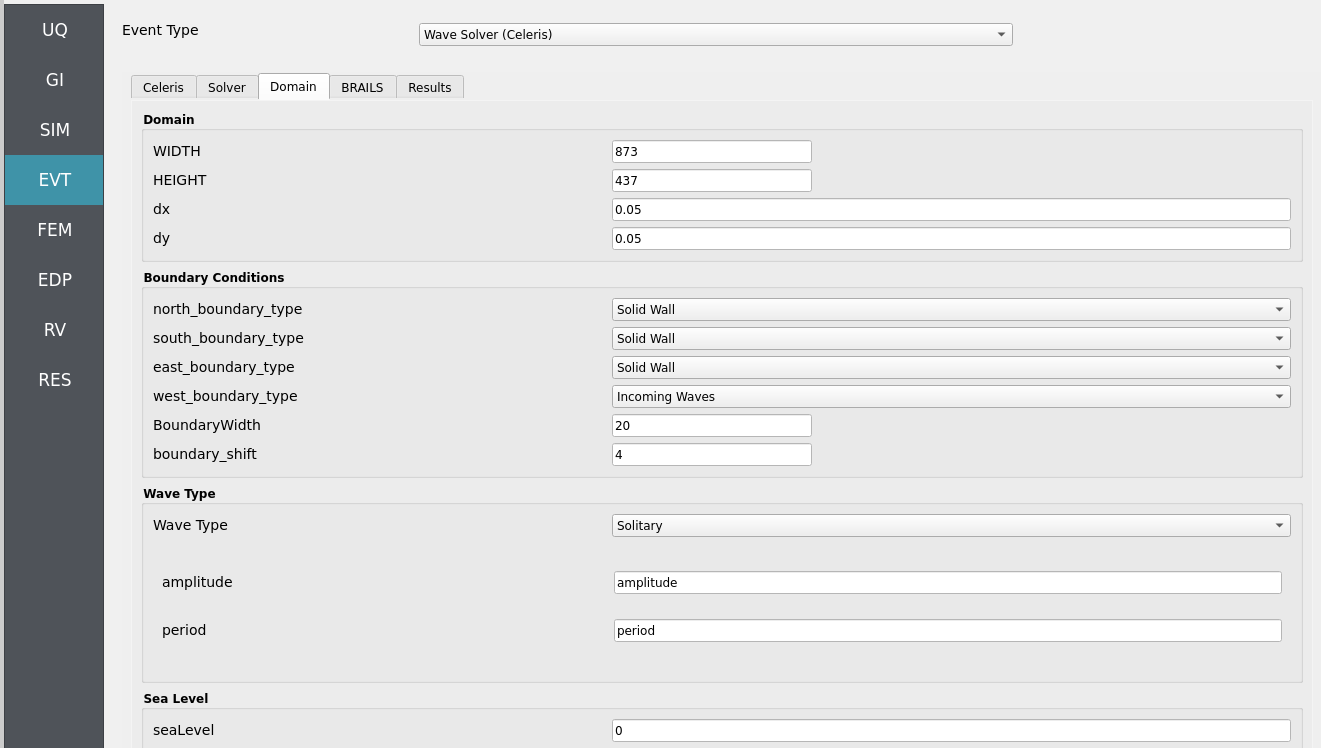 UQ
GI
SIM
EVT
FEM
EDP
RV
RES
Event Type Wave Solver (Celeris)
Celeris Solver Domain BRAILS Results
Domain
WIDTH 873
HEIGHT 437
dx 0.05
dy 0.05
Boundary Conditions
north_boundary_type Solid Wall
south_boundary_type Solid Wall
east_boundary_type Solid Wall
west_boundary_type Incoming Waves
BoundaryWidth 20
boundary_shift 4
Wave Type
Wave Type Solitary
amplitude amplitude
period period
Sea Level
seaLevel 0